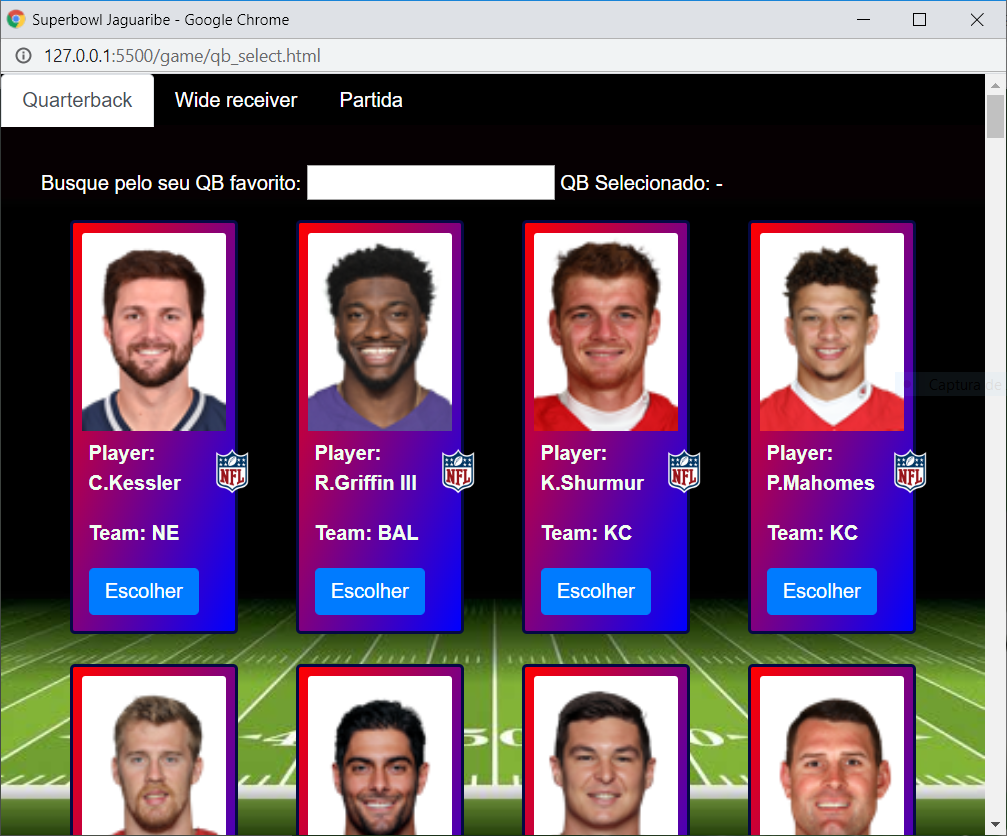 Superbowl Jaguaribe - Google Chrome
127.0.0.1:5500/game/qb_select.html
Quarterback Wide receiver Partida
Busque pelo seu QB favorito: QB Selecionado: -
Captura de
Player:
C.Kessler
NFL
Team: NE
Escolher
Player:
R.Griffin III
NFL
Team: BAL
Escolher
Player:
K.Shurmur
NFL
Team: KC
Escolher
Player:
P.Mahomes
NFL
Team: KC
Escolher